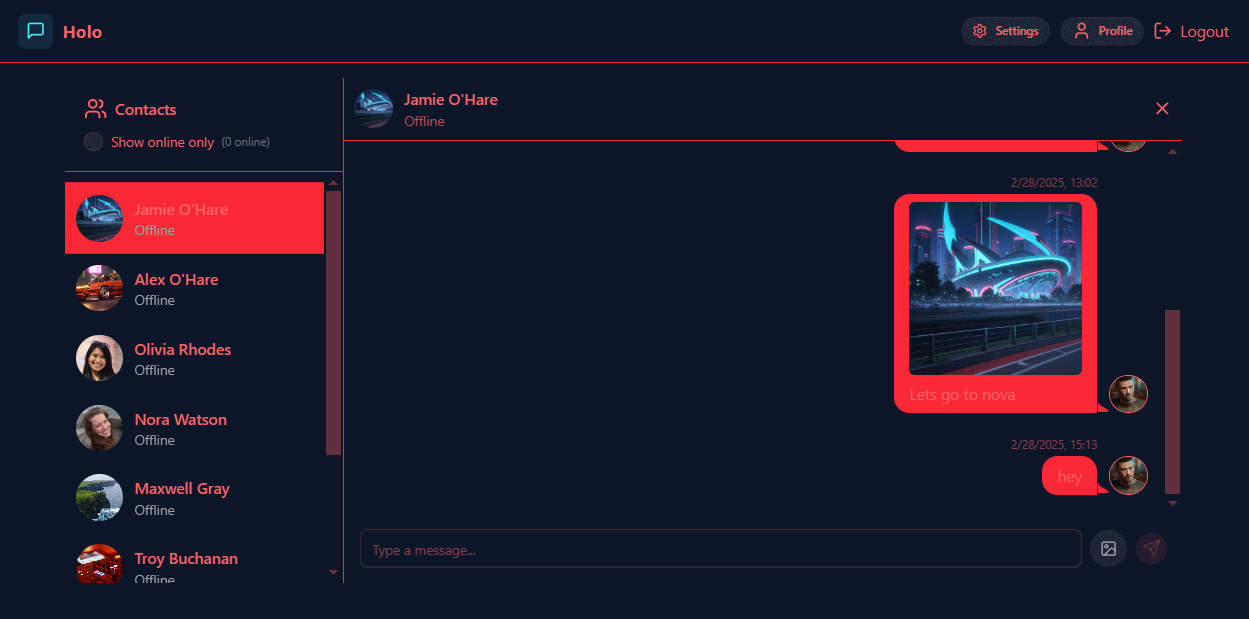 Holo
Settings
Profile
Logout
Contacts
Show online only (0 online)
Jamie O'Hare
Offline
Alex O'Hare
Offline
Olivia Rhodes
Offline
Nora Watson
Offline
Maxwell Gray
Offline
Troy Buchanan
Offline
Jamie O'Hare
Offline
2/28/2025, 13:02
Lets go to nova
2/28/2025, 15:13
hey
Type a message...